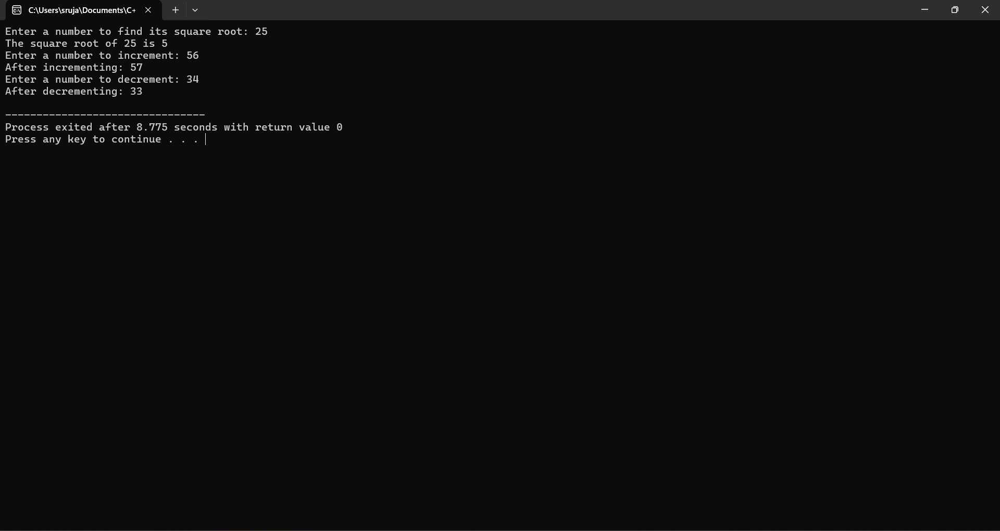 C:\Users\sruja\Documents\C+
Enter a number to find its square root: 25
The square root of 25 is 5
Enter a number to increment: 56
After incrementing: 57
Enter a number to decrement: 34
After decrementing: 33
--------------------------------
Process exited after 8.775 seconds with return value 0
Press any key to continue . . .